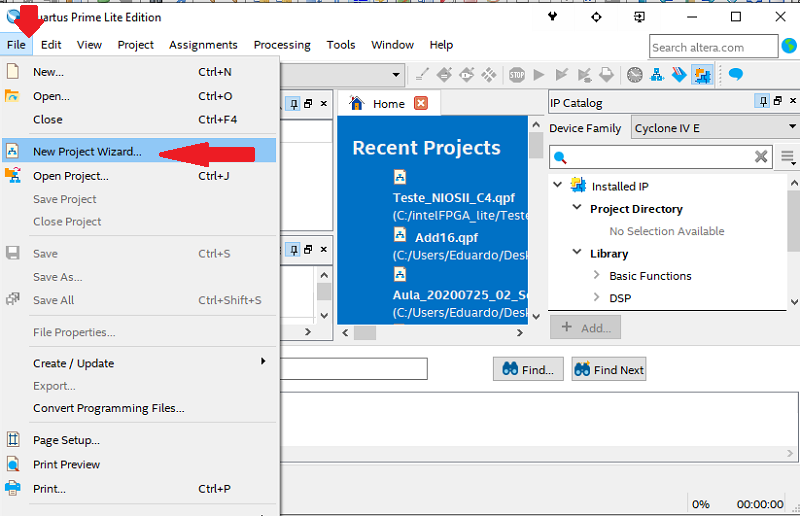 uartus Prime Lite Edition
File Edit View Project Assignments Processing Tools Window Help
Search altera.com
New... Ctrl+N
Open... Ctrl+O
Close Ctrl+F4
New Project Wizard...
Open Project... Ctrl+J
Save Project
Close Project
Save Ctrl+S
Save As...
Save All Ctrl+Shift+S
File Properties...
Create / Update
Export...
Convert Programming Files...
Page Setup...
Print Preview
Print... Ctrl+P
STOP
Home
Recent Projects
Teste_NIOSII_C4.qpf
(C:/intelFPGA_lite/Teste
Add16.qpf
(C:/Users/Eduardo/Desk
Aula_20200725_02_S
(C:/Users/Eduardo/Desk
IP Catalog
Device Family Cyclone IV E
Installed IP
Project Directory
No Selection Available
Library
Basic Functions
DSP
+ Add...
Find... Find Next
0% 00:00:00